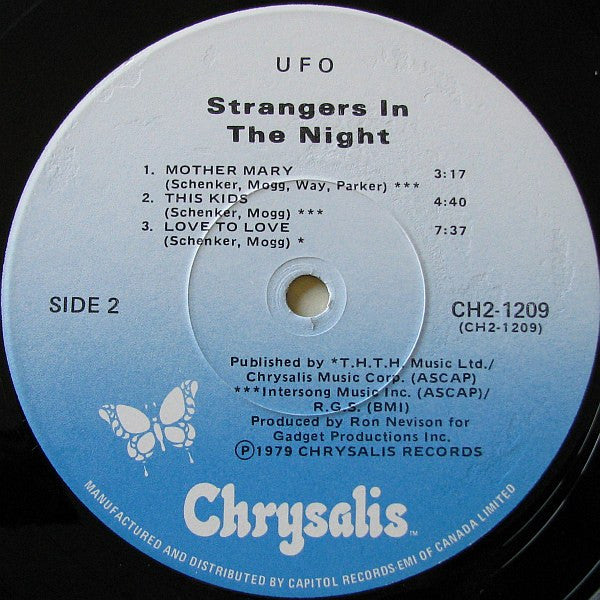 UFO
Strangers In
The Night
1. MOTHER MARY 3:17
(Schenker, Mogg, Way, Parker) ***
2. THIS KIDS 4:40
(Schenker, Mogg) ***
3. LOVE TO LOVE 7:37
(Schenker, Mogg) *
SIDE 2
CH2-1209
(CH2-1209)
Published by *T.H.T.H. Music Ltd./
Chrysalis Music Corp. (ASCAP)
***Intersong Music Inc. (ASCAP)/
R.G.S. (BMI)
Produced by Ron Nevison for
Gadget Productions Inc.
Ⓟ1979 CHRYSALIS RECORDS
Chrysalis™
MANUFACTURED AND DISTRIBUTED BY CAPITOL RECORDS-EMI OF CANADA LIMITED